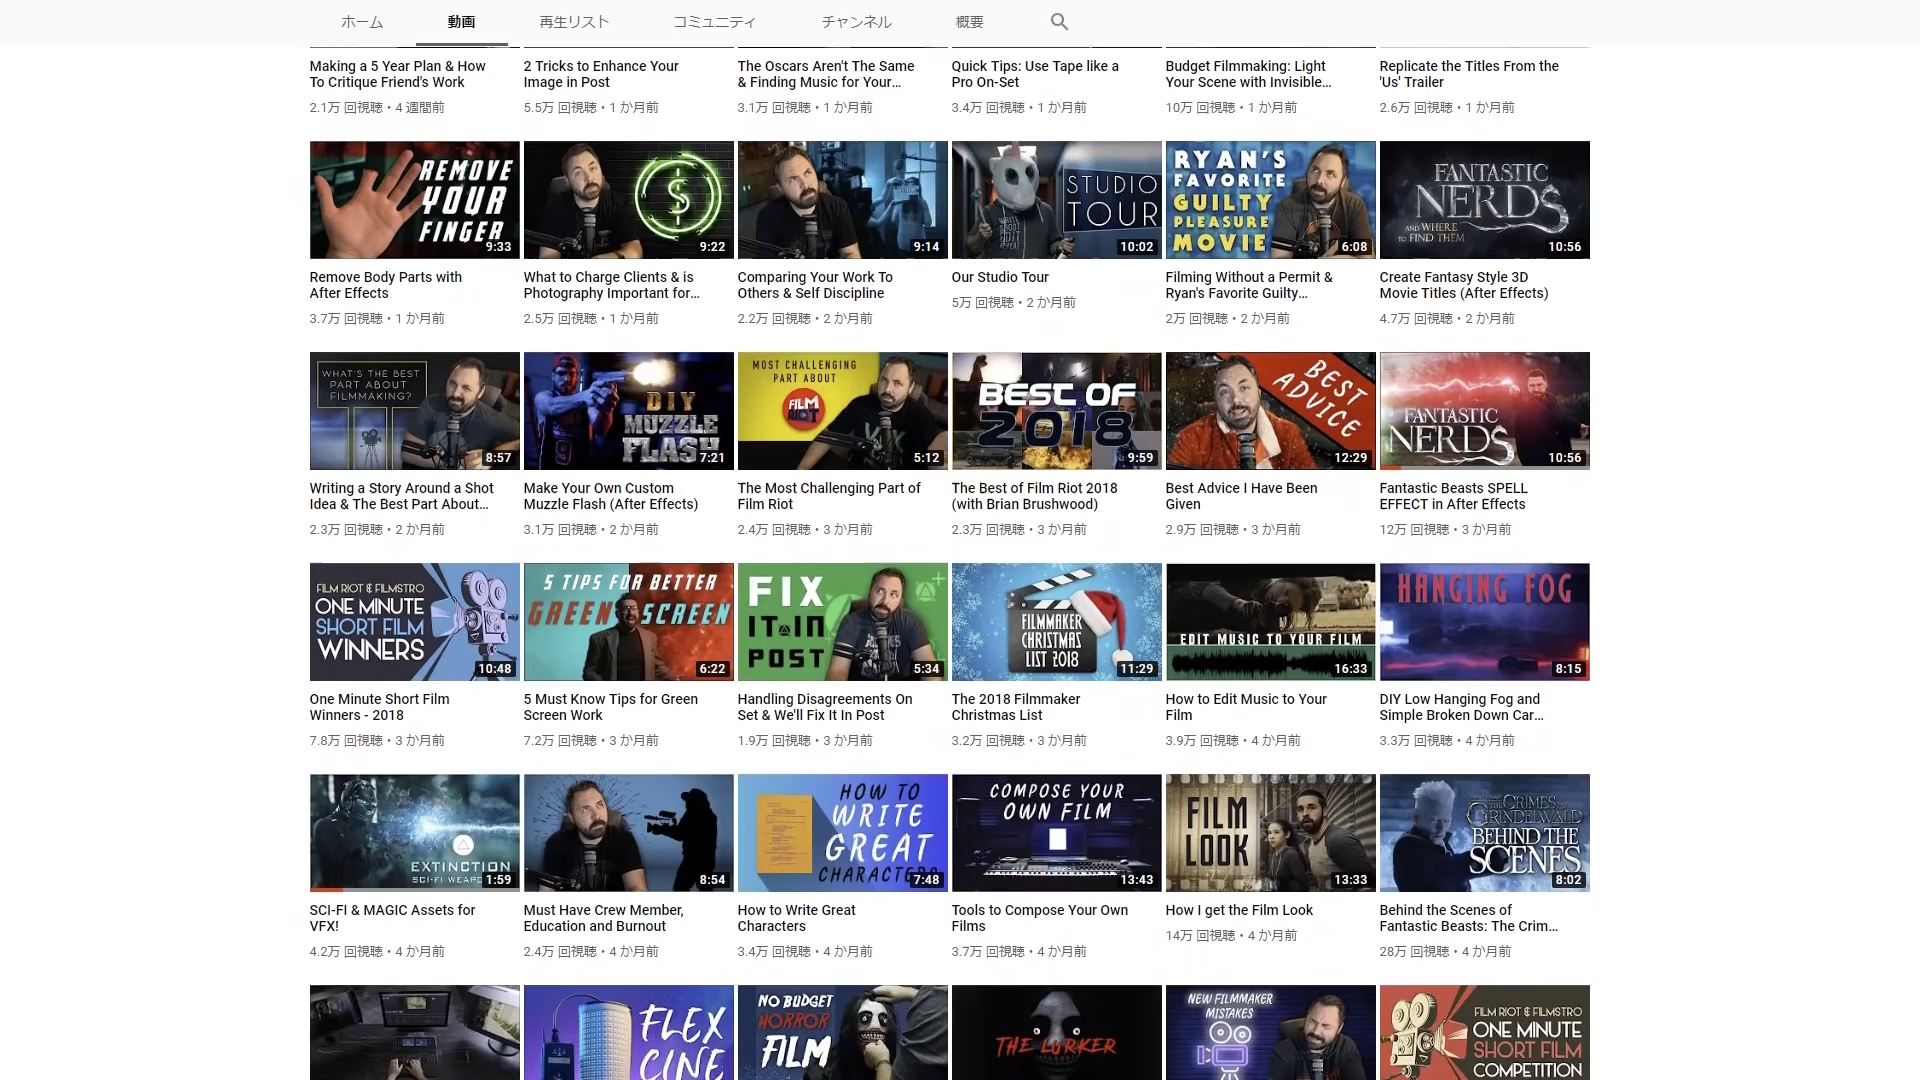 ホーム
動画
再生リスト
コミュニティ
チャンネル
概要
Making a 5 Year Plan & How
To Critique Friend's Work
2.1万 回視聴・4 週間前
2 Tricks to Enhance Your
Image in Post
5.5万 回視聴・1 か月前
The Oscars Aren't The Same
& Finding Music for Your...
3.1万 回視聴・1 か月前
Quick Tips: Use Tape like a
Pro On-Set
3.4万 回視聴・1 か月前
Budget Filmmaking: Light
Your Scene with Invisible...
10万 回視聴・1 か月前
Replicate the Titles From the
'Us' Trailer
2.6万 回視聴・1 か月前
REMOVE
YOUR
FINGER
9:33
Remove Body Parts with
After Effects
3.7万 回視聴・1 か月前
$
9:22
What to Charge Clients & is
Photography Important for...
2.5万 回視聴・1 か月前
9:14
Comparing Your Work To
Others & Self Discipline
2.2万 回視聴・2 か月前
WRITE
SHOOT
EDIT
REPEAT
STUDIO
TOUR
10:02
Our Studio Tour
5万 回視聴・2 か月前
RYAN'S
FAVORITE
GUILTY
PLEASURE
MOVIE
6:08
Filming Without a Permit &
Ryan's Favorite Guilty...
2万 回視聴・2 か月前
FANTASTIC
NERDS
AND WHERE
TO FIND THEM
10:56
Create Fantasy Style 3D
Movie Titles (After Effects)
4.7万 回視聴・2 か月前
WHAT'S THE BEST
PART ABOUT
FILMMAKING?
8:57
Writing a Story Around a Shot
Idea & The Best Part About...
2.3万 回視聴・2 か月前
DIY
MUZZLE
FLASH
7:21
Make Your Own Custom
Muzzle Flash (After Effects)
3.1万 回視聴・2 か月前
MOST CHALLENGING
PART ABOUT
FILM
RIOT
5:12
The Most Challenging Part of
Film Riot
2.4万 回視聴・3 か月前
BEST OF
2018
9:59
The Best of Film Riot 2018
(with Brian Brushwood)
2.3万 回視聴・3 か月前
BEST
ADVICE
12:29
Best Advice I Have Been
Given
2.9万 回視聴・3 か月前
FANTASTIC
NERDS
10:56
Fantastic Beasts SPELL
EFFECT in After Effects
12万 回視聴・3 か月前
FILM RIOT & FILMSTRO
ONE MINUTE
SHORT FILM
WINNERS
10:48
One Minute Short Film
Winners - 2018
7.8万 回視聴・3 か月前
5 TIPS FOR BETTER
GREEN SCREEN
6:22
5 Must Know Tips for Green
Screen Work
7.2万 回視聴・3 か月前
FIX
IT IN
POST
5:34
Handling Disagreements On
Set & We'll Fix It In Post
1.9万 回視聴・3 か月前
FILMMAKER
CHRISTMAS
LIST 2018
11:29
The 2018 Filmmaker
Christmas List
3.2万 回視聴・3 か月前
EDIT MUSIC TO YOUR FILM
16:33
How to Edit Music to Your
Film
3.9万 回視聴・4 か月前
HANGING FOG
8:15
DIY Low Hanging Fog and
Simple Broken Down Car...
3.3万 回視聴・4 か月前
EXTINCTION
SCI-FI WEAPO
1:59
SCI-FI & MAGIC Assets for
VFX!
4.2万 回視聴・4 か月前
8:54
Must Have Crew Member,
Education and Burnout
2.4万 回視聴・4 か月前
HOW TO
WRITE
GREAT
CHARACTERS
7:48
How to Write Great
Characters
3.4万 回視聴・4 か月前
COMPOSE YOUR
OWN FILM
13:43
Tools to Compose Your Own
Films
3.7万 回視聴・4 か月前
FILM
LOOK
13:33
How I get the Film Look
14万 回視聴・4 か月前
THE CRIMES OF
GRINDELWALD
BEHIND THE
SCENES
8:02
Behind the Scenes of
Fantastic Beasts: The Crim...
28万 回視聴・4 か月前
FLEX
CINE
NO BUDGET
HORROR
FILM
THE LURKER
NEW FILMMAKER
MISTAKES
FILM RIOT & FILMSTRO
ONE MINUTE
SHORT FILM
COMPETITION